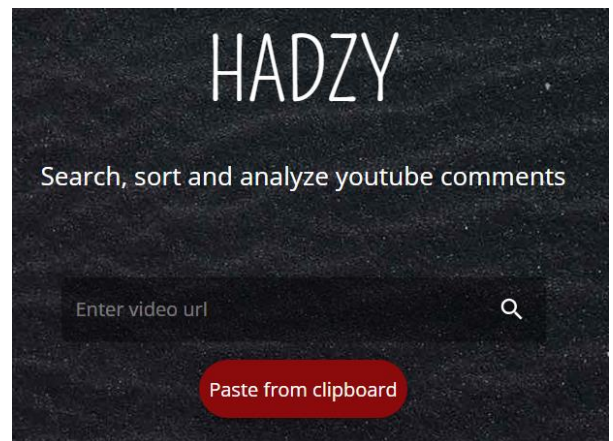 HADZY
Search, sort and analyze youtube comments
Enter video url
Paste from clipboard